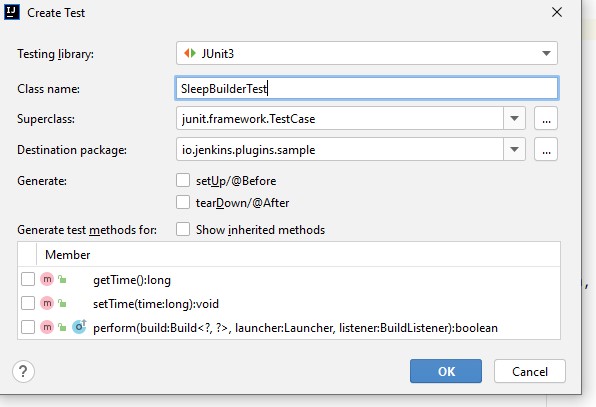 Create Test
Testing library: JUnit3
Class name: SleepBuilderTest
Superclass: junit.framework.TestCase ...
Destination package: io.jenkins.plugins.sample ...
Generate: setUp/@Before
tearDown/@After
Generate test methods for: Show inherited methods
Member
m getTime():long
m setTime(time:long):void
m perform(build:Build<?, ?>, launcher:Launcher, listener:BuildListener):boolean
? OK Cancel